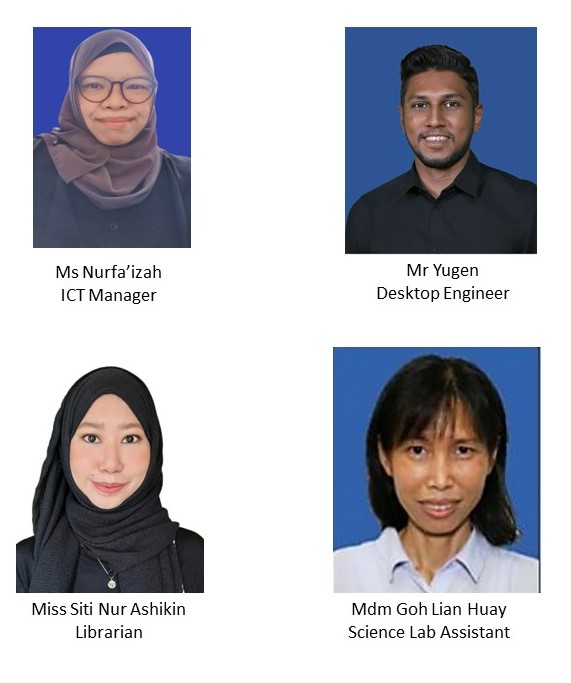 Ms Nurfa’izah
ICT Manager
Mr Yugen
Desktop Engineer
Miss Siti Nur Ashikin
Librarian
Mdm Goh Lian Huay
Science Lab Assistant